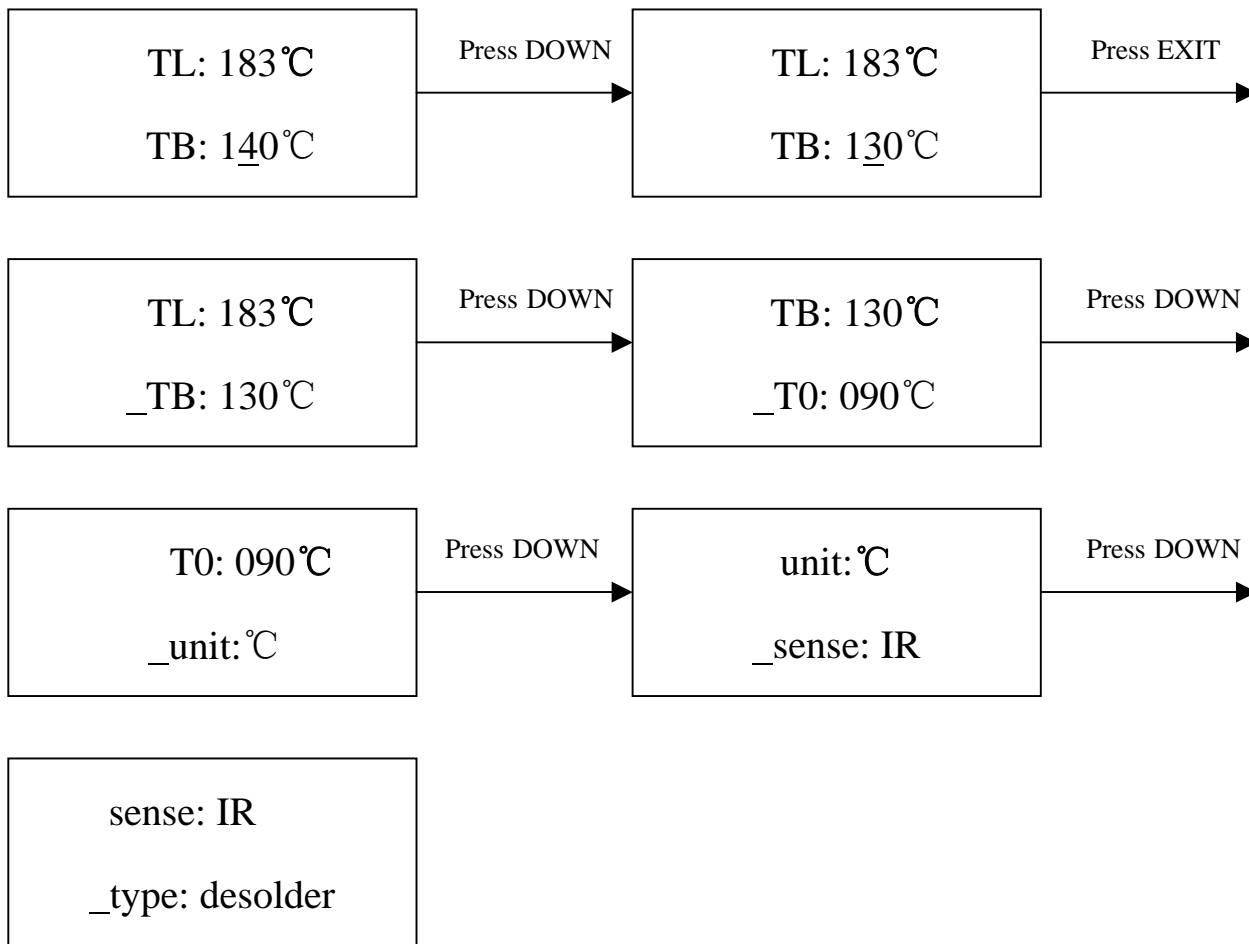 TL: 183℃
TB: 140℃
Press DOWN
TL: 183℃
TB: 130℃
Press EXIT
TL: 183℃
_TB: 130℃
Press DOWN
TB: 130℃
_T0: 090℃
Press DOWN
T0: 090℃
_unit:℃
Press DOWN
unit:℃
_sense: IR
Press DOWN
sense: IR
_type: desolder